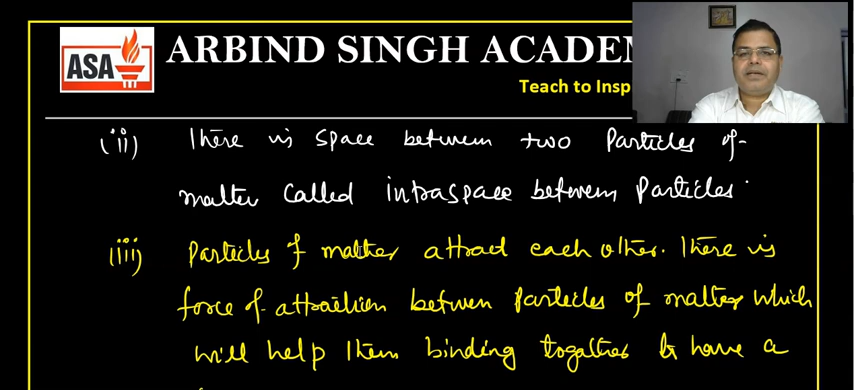 ASA
ARBIND SINGH ACADEM
Teach to Insp
(ii) There is space between two Particles of
matter called intraspace between Particles.
(iii) Particles of matter attract each other. There is
force of attraction between particles of matter which
will help them binding togather to have a